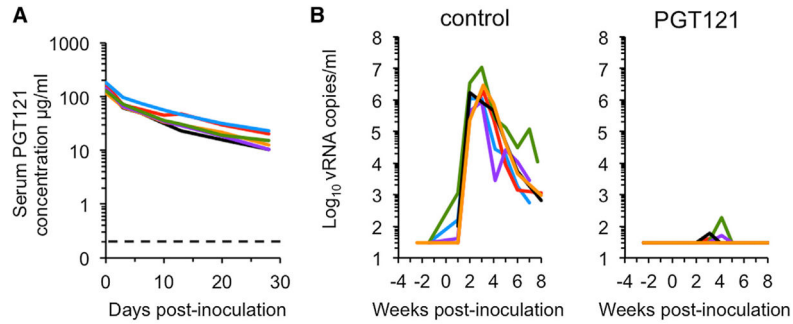 A
B
control
PGT121
1000
100
10
1
0
Serum PGT121
concentration μg/ml
0 10 20 30
Days post-inoculation
Log10 vRNA copies/ml
8
7
6
5
4
3
2
1
-4 -2 0 2 4 6 8
Weeks post-inoculation
8
7
6
5
4
3
2
1
-4 -2 0 2 4 6 8
Weeks post-inoculation